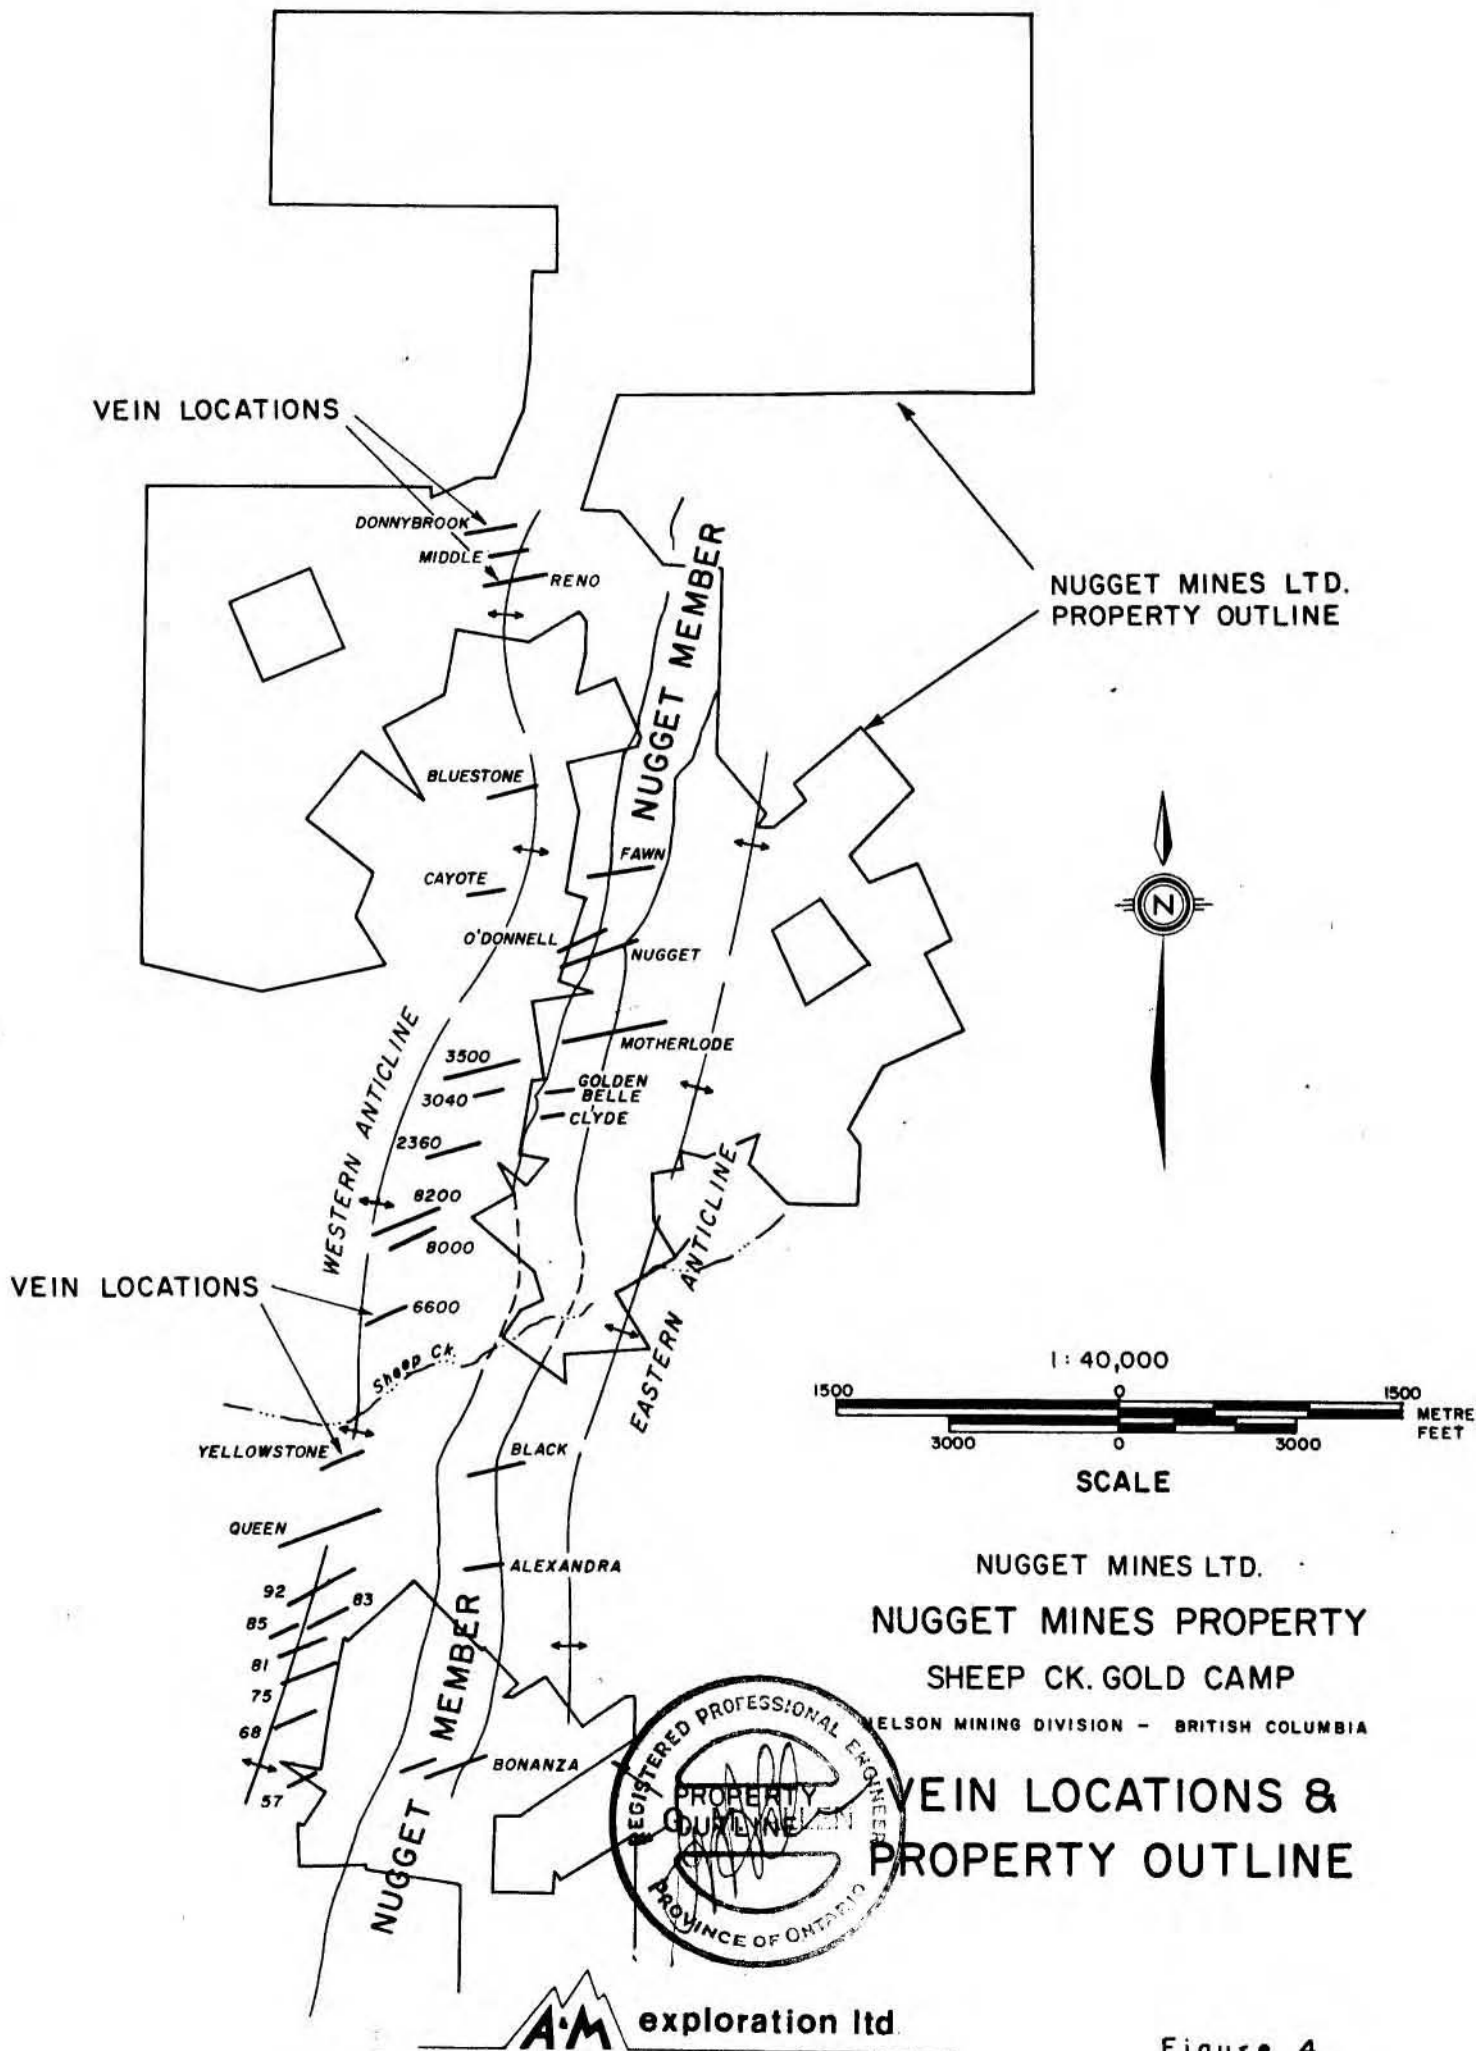 VEIN LOCATIONS
DONNYBROOK
MIDDLE
RENO
NUGGET MEMBER
NUGGET MINES LTD.
PROPERTY OUTLINE
BLUESTONE
FAWN
CAYOTE
O'DONNELL
NUGGET
N
WESTERN ANTICLINE
MOTHERLODE
3500
GOLDEN
BELLE
3040
CLYDE
2360
8200
8000
EASTERN ANTICLINE
VEIN LOCATIONS
6600
Sheep Ck.
1:40,000
1500 0 1500
METRE
FEET
3000 0 3000
SCALE
YELLOWSTONE
BLACK
QUEEN
ALEXANDRA
92
83
85
81
75
68
57
NUGGET MEMBER
BONANZA
NUGGET MINES LTD.
NUGGET MINES PROPERTY
SHEEP CK. GOLD CAMP
NELSON MINING DIVISION - BRITISH COLUMBIA
VEIN LOCATIONS &
PROPERTY OUTLINE
REGISTERED PROFESSIONAL ENGINEER
PROPERTY
OUTLINE
PROVINCE OF ONTARIO
A&M exploration ltd.
Figure 4